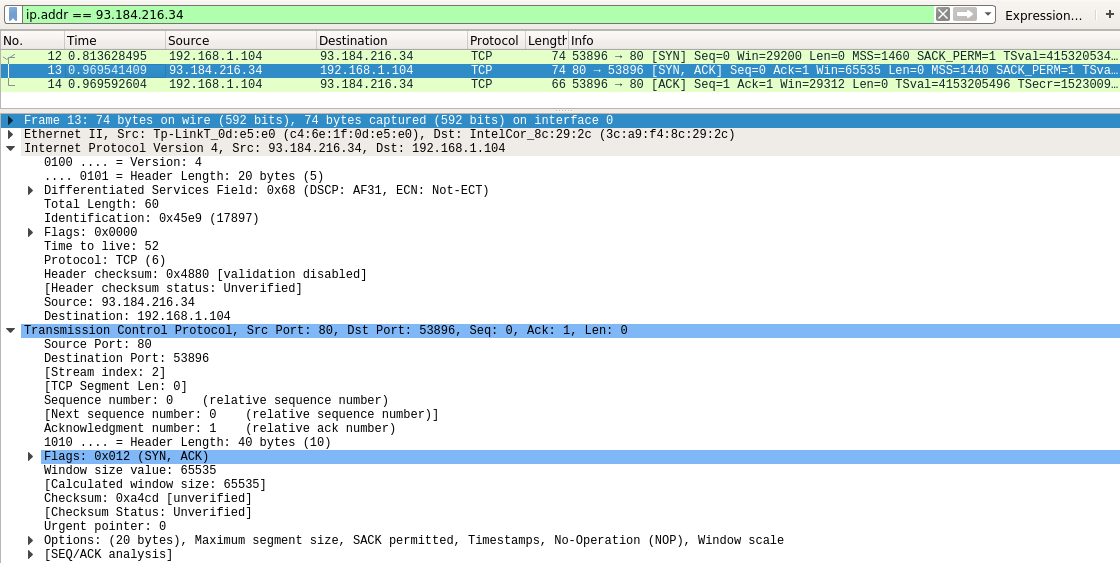 ip.addr == 93.184.216.34 Expression… +
No. Time Source Destination Protocol Length Info
12 0.813628495 192.168.1.104 93.184.216.34 TCP 74 53896 → 80 [SYN] Seq=0 Win=29200 Len=0 MSS=1460 SACK_PERM=1 TSval=415320534…
13 0.969541409 93.184.216.34 192.168.1.104 TCP 74 80 → 53896 [SYN, ACK] Seq=0 Ack=1 Win=65535 Len=0 MSS=1440 SACK_PERM=1 TSva…
14 0.969592604 192.168.1.104 93.184.216.34 TCP 66 53896 → 80 [ACK] Seq=1 Ack=1 Win=29312 Len=0 TSval=4153205496 TSecr=1523009…
Frame 13: 74 bytes on wire (592 bits), 74 bytes captured (592 bits) on interface 0
Ethernet II, Src: Tp-LinkT_0d:e5:e0 (c4:6e:1f:0d:e5:e0), Dst: IntelCor_8c:29:2c (3c:a9:f4:8c:29:2c)
Internet Protocol Version 4, Src: 93.184.216.34, Dst: 192.168.1.104
0100 .... = Version: 4
.... 0101 = Header Length: 20 bytes (5)
Differentiated Services Field: 0x68 (DSCP: AF31, ECN: Not-ECT)
Total Length: 60
Identification: 0x45e9 (17897)
Flags: 0x0000
Time to live: 52
Protocol: TCP (6)
Header checksum: 0x4880 [validation disabled]
[Header checksum status: Unverified]
Source: 93.184.216.34
Destination: 192.168.1.104
Transmission Control Protocol, Src Port: 80, Dst Port: 53896, Seq: 0, Ack: 1, Len: 0
Source Port: 80
Destination Port: 53896
[Stream index: 2]
[TCP Segment Len: 0]
Sequence number: 0    (relative sequence number)
[Next sequence number: 0    (relative sequence number)]
Acknowledgment number: 1    (relative ack number)
1010 .... = Header Length: 40 bytes (10)
Flags: 0x012 (SYN, ACK)
Window size value: 65535
[Calculated window size: 65535]
Checksum: 0xa4cd [unverified]
[Checksum Status: Unverified]
Urgent pointer: 0
Options: (20 bytes), Maximum segment size, SACK permitted, Timestamps, No-Operation (NOP), Window scale
[SEQ/ACK analysis]